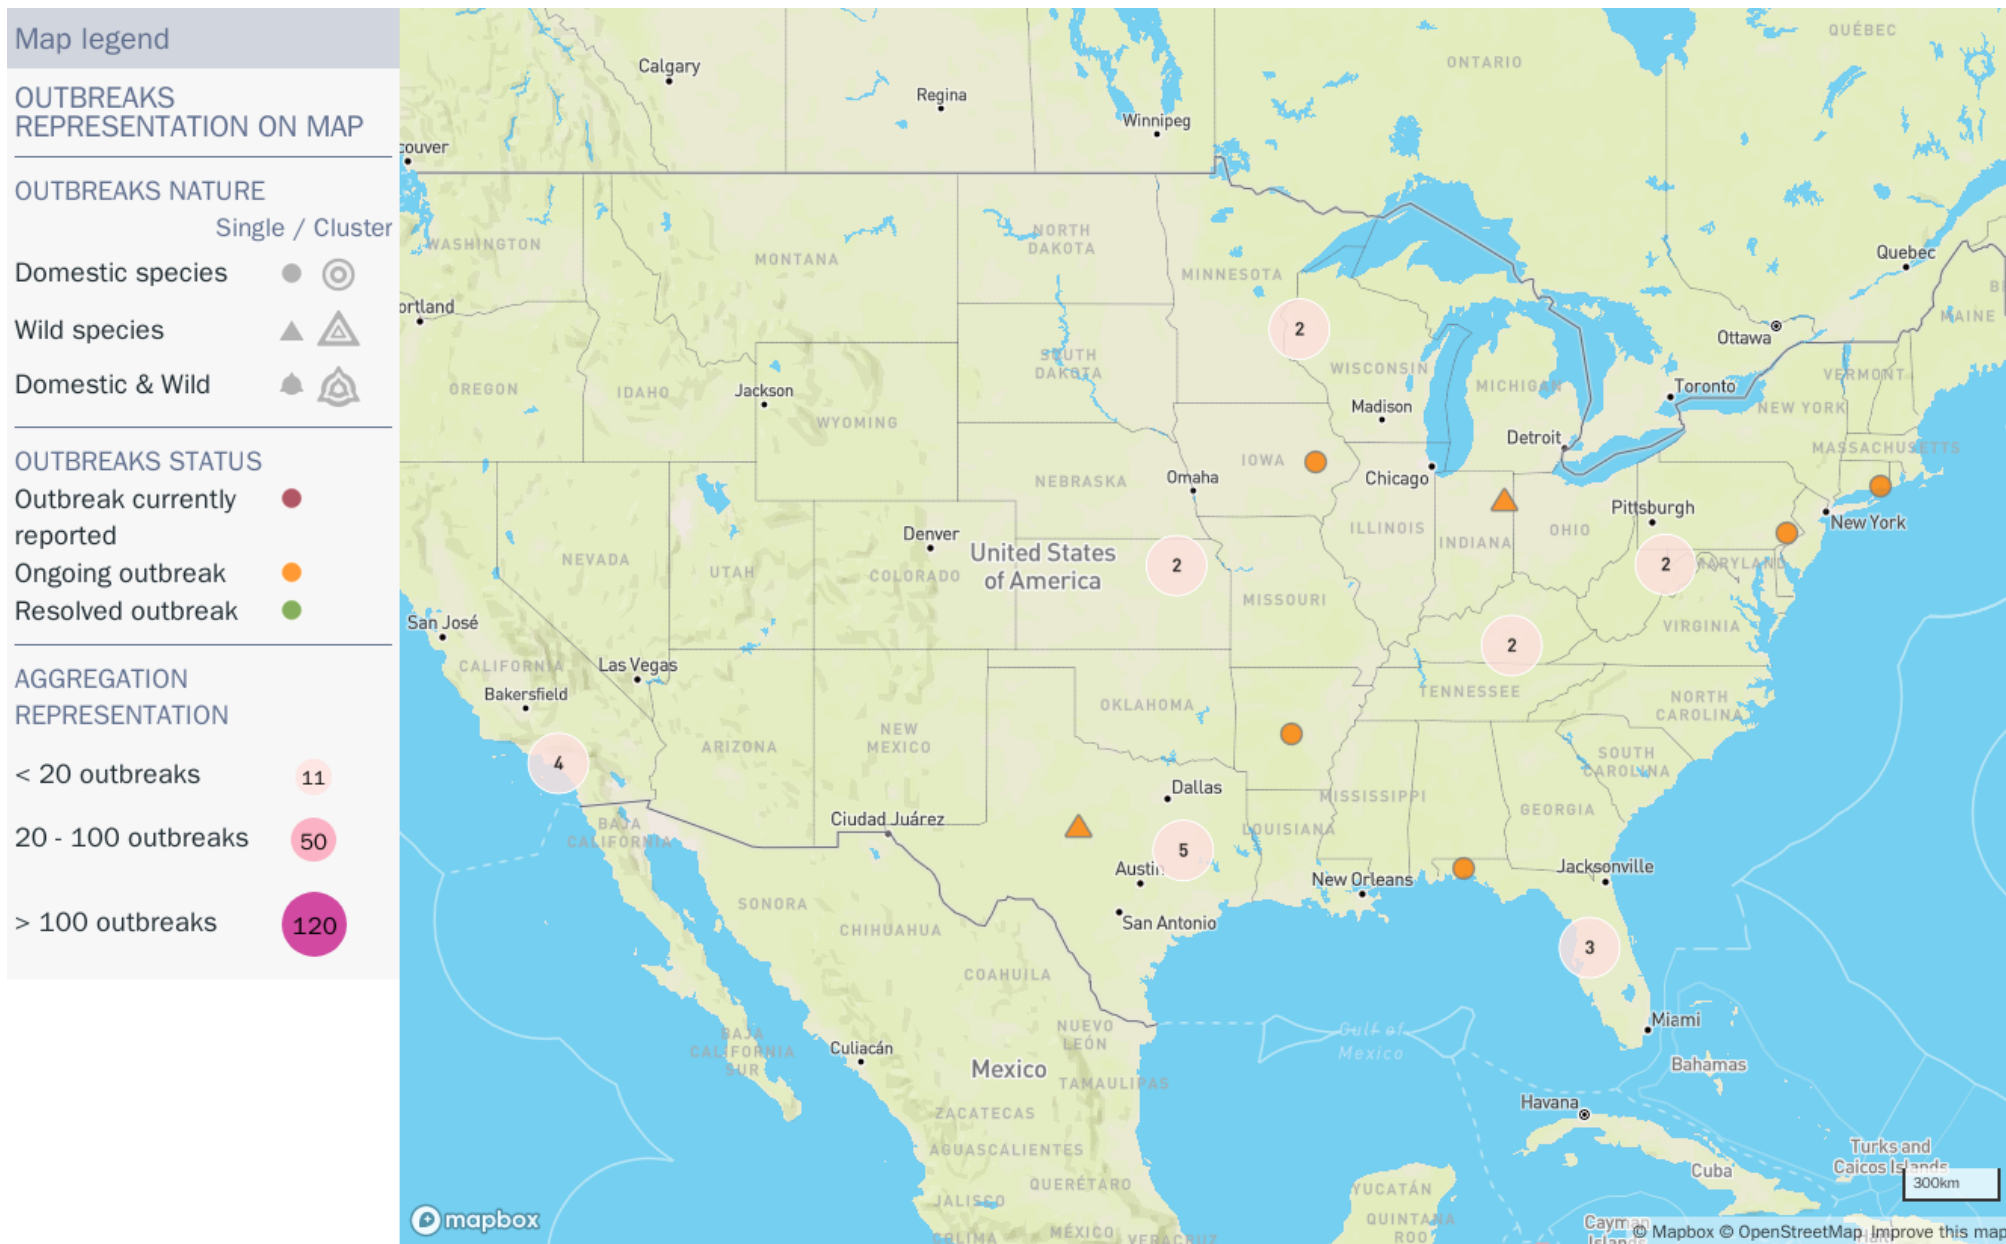 Map legend
OUTBREAKS
REPRESENTATION ON MAP
OUTBREAKS NATURE
Single / Cluster
Domestic species
Wild species
Domestic & Wild
OUTBREAKS STATUS
Outbreak currently
reported
Ongoing outbreak
Resolved outbreak
AGGREGATION
REPRESENTATION
< 20 outbreaks
11
20 - 100 outbreaks
50
> 100 outbreaks
120
QUÉBEC
ONTARIO
Calgary
Regina
Winnipeg
couver
WASHINGTON
MONTANA
NORTH
DAKOTA
MINNESOTA
Quebec
MAINE
ortland
2
Ottawa
OREGON
IDAHO
Jackson
WYOMING
SOUTH
DAKOTA
WISCONSIN
MICHIGAN
Toronto
VERMONT
NEW YORK
Madison
Detroit
MASSACHUSETTS
IOWA
Chicago
NEBRASKA
Omaha
Pittsburgh
New York
ILLINOIS
INDIANA
OHIO
NEVADA
UTAH
Denver
COLORADO
United States
of America
2
2
MARYLAND
MISSOURI
VIRGINIA
San José
2
CALIFORNIA
Las Vegas
Bakersfield
TENNESSEE
NORTH
CAROLINA
OKLAHOMA
ARIZONA
NEW
MEXICO
4
SOUTH
CAROLINA
Dallas
MISSISSIPPI
GEORGIA
BAJA
CALIFORNIA
Ciudad Juárez
LOUISIANA
5
Austin
New Orleans
Jacksonville
SONORA
CHIHUAHUA
San Antonio
3
COAHUILA
Miami
BAJA
CALIFORNIA
SUR
Culiacán
NUEVO
LEÓN
Gulf of
Mexico
Mexico
TAMAULIPAS
Bahamas
Havana
ZACATECAS
AGUASCALIENTES
Turks and
Caicos Islands
Cuba
300km
QUERÉTARO
JALISCO
YUCATÁN
QUINTANA
ROO
mapbox
COLIMA
MÉXICO
VERACRUZ
Cayman
Islands
© Mapbox © OpenStreetMap Improve this map